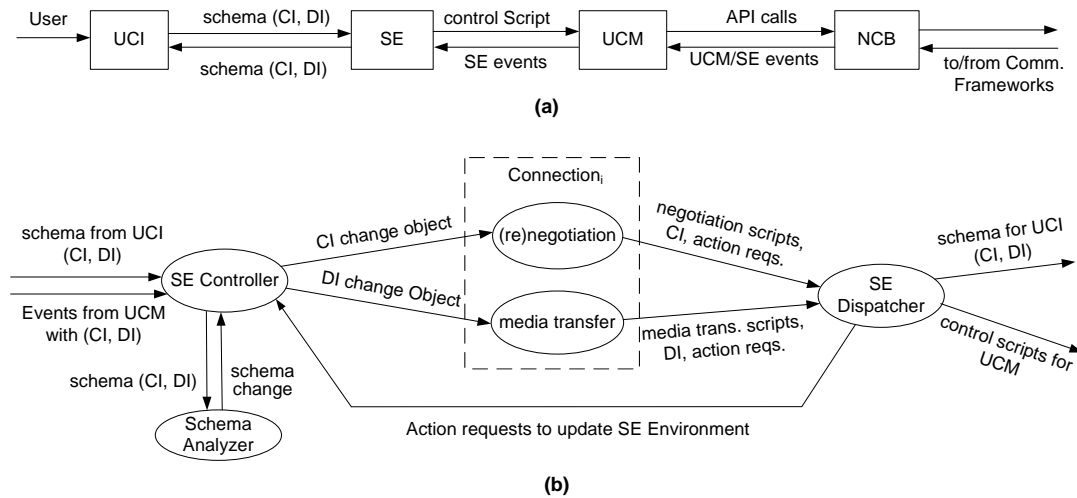 User
UCI
schema (CI, DI)
schema (CI, DI)
SE
control Script
SE events
UCM
API calls
UCM/SE events
NCB
to/from Comm.
Frameworks
(a)
schema from UCI
(CI, DI)
Events from UCM
with (CI, DI)
SE Controller
schema (CI, DI)
schema
change
Schema
Analyzer
CI change object
DI change Object
Connectioni
(re)negotiation
media transfer
negotiation scripts,
CI, action reqs.
media trans. scripts,
DI, action reqs.
SE
Dispatcher
schema for UCI
(CI, DI)
control scripts for
UCM
Action requests to update SE Environment
(b)